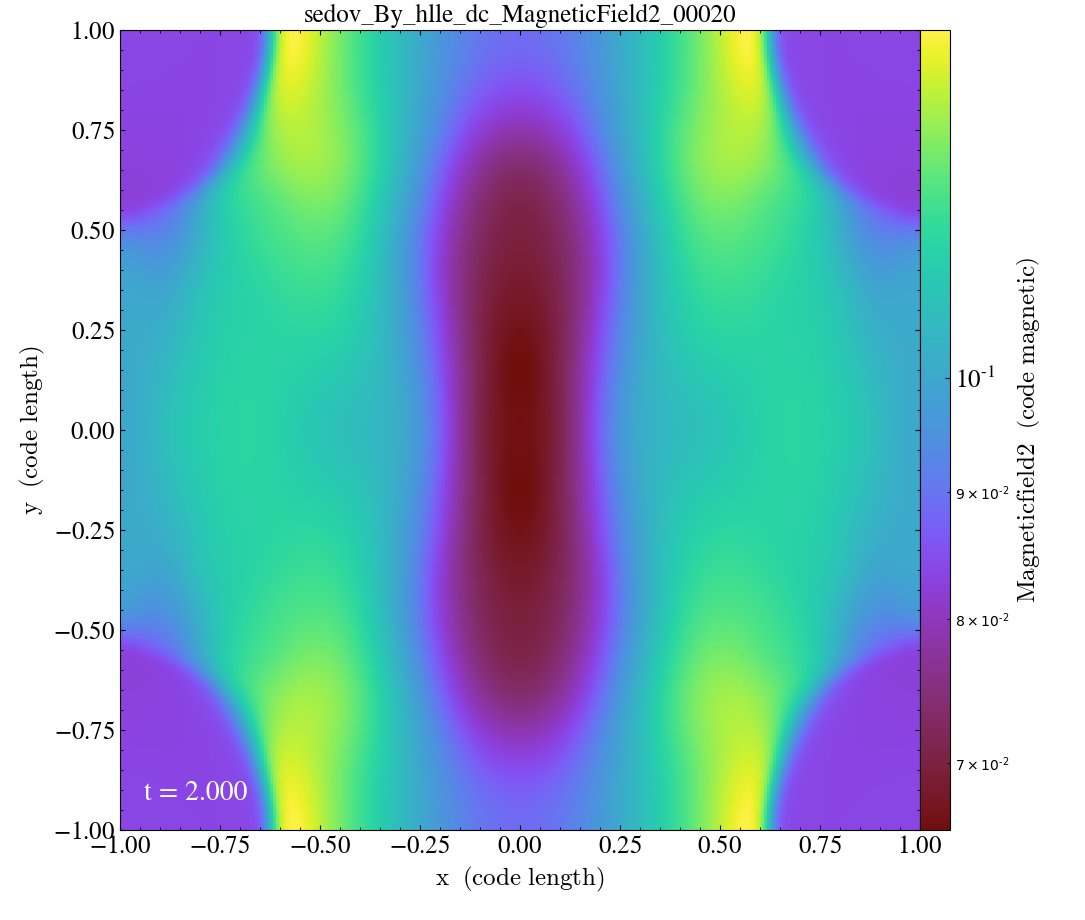 sedov_By_hlle_dc_MagneticField2_00020
1.00
0.75
0.50
0.25
0.00
−0.25
−0.50
−0.75
−1.00
y (code length)
t = 2.000
−1.00 −0.75 −0.50 −0.25 0.00 0.25 0.50 0.75 1.00
x (code length)
10⁻¹
9 × 10⁻²
8 × 10⁻²
7 × 10⁻²
Magneticfield2 (code magnetic)